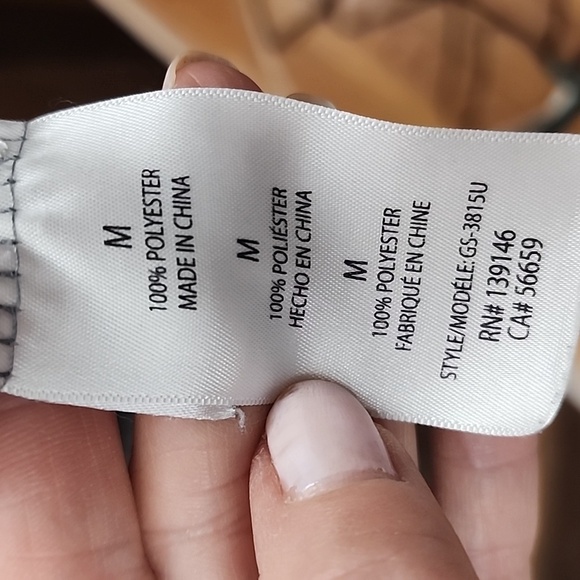 M
100% POLYESTER
MADE IN CHINA
M
100% POLIÉSTER
HECHO EN CHINA
M
100% POLYESTER
FABRIQUÉ EN CHINE
STYLE/MODÉLE: GS-3815U
RN# 139146
CA# 56659